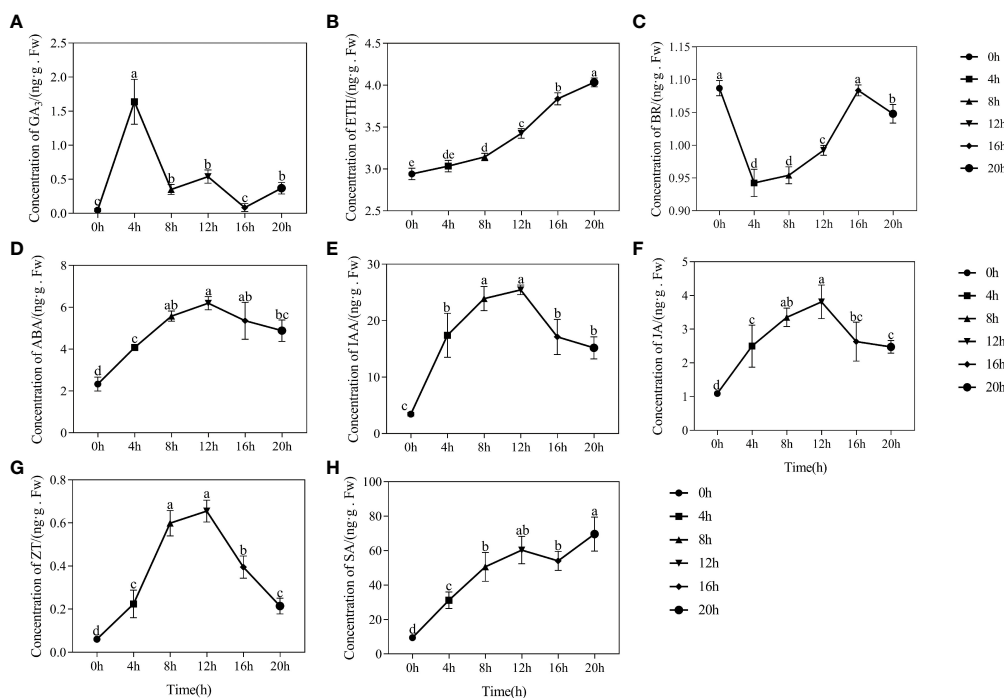 A
Concentration of GA3/(ng·g . Fw)
2.5
2.0
1.5
1.0
0.5
0.0
c
a
b
b
c
b
0h 4h 8h 12h 16h 20h
B
Concentration of ETH/(ng·g . Fw)
4.5
4.0
3.5
3.0
2.5
e
de
d
c
b
a
0h 4h 8h 12h 16h 20h
C
Concentration of BR/(ng·g . Fw)
1.15
1.10
1.05
1.00
0.95
0.90
a
d
d
c
a
b
0h 4h 8h 12h 16h 20h
0h
4h
8h
12h
16h
20h
D
Concentration of ABA/(ng·g . Fw)
8
6
4
2
0
d
c
ab
a
ab
bc
0h 4h 8h 12h 16h 20h
E
Concentration of IAA/(ng·g . Fw)
30
20
10
0
c
b
a
a
b
b
0h 4h 8h 12h 16h 20h
F
Concentration of JA/(ng·g . Fw)
5
4
3
2
1
0
d
c
ab
a
bc
c
0h 4h 8h 12h 16h 20h
Time(h)
0h
4h
8h
12h
16h
20h
G
Concentration of ZT/(ng·g . Fw)
0.8
0.6
0.4
0.2
0.0
d
c
a
a
b
c
0h 4h 8h 12h 16h 20h
Time(h)
H
Concentration of SA/(ng·g . Fw)
100
80
60
40
20
0
d
c
b
ab
b
a
0h 4h 8h 12h 16h 20h
Time(h)
0h
4h
8h
12h
16h
20h